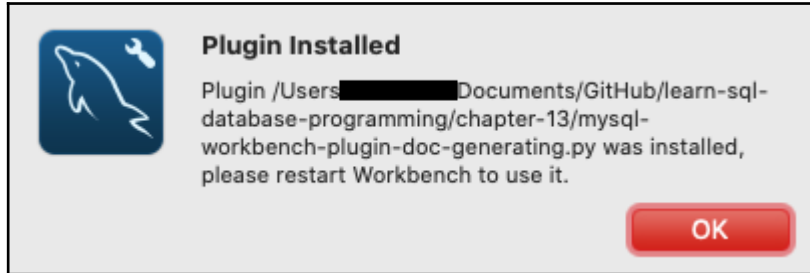 Plugin Installed
Plugin /Users Documents/GitHub/learn-sql-
database-programming/chapter-13/mysql-
workbench-plugin-doc-generating.py was installed,
please restart Workbench to use it.
OK